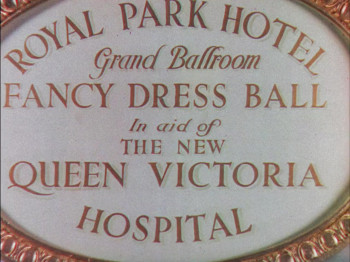 ROYAL PARK HOTEL
Grand Ballroom
FANCY DRESS BALL
In aid of
THE NEW
QUEEN VICTORIA
HOSPITAL